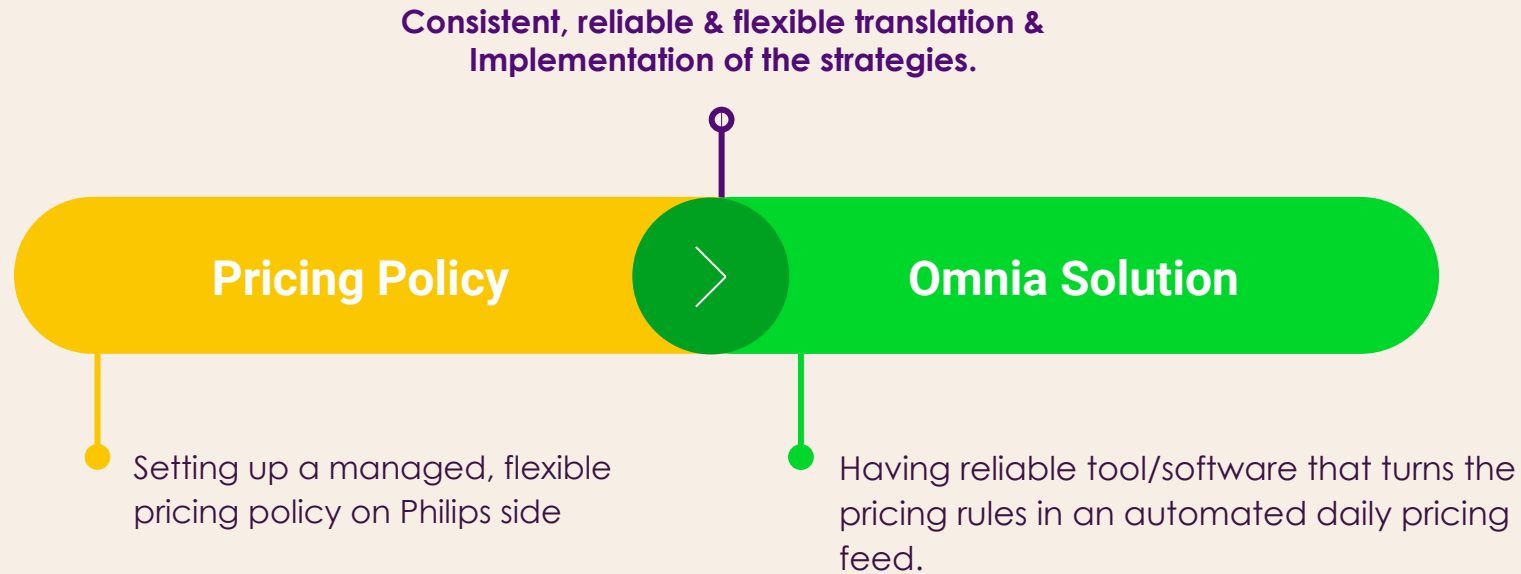 Consistent, reliable & flexible translation &
Implementation of the strategies.
Pricing Policy
Omnia Solution
Setting up a managed, flexible
pricing policy on Philips side
Having reliable tool/software that turns the
pricing rules in an automated daily pricing
feed.